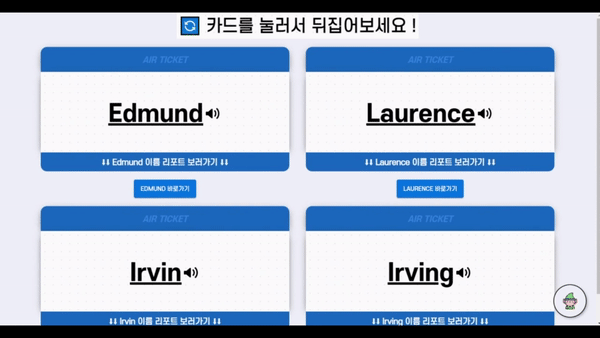 🔄 카드를 눌러서 뒤집어보세요 !
AIR TICKET
AIR TICKET
Edmund
Laurence
⇊ Edmund 이름 리포트 보러가기 ⇊
⇊ Laurence 이름 리포트 보러가기 ⇊
EDMUND 바로가기
LAURENCE 바로가기
AIR TICKET
AIR TICKET
Irvin
Irving
⇊ Irvin 이름 리포트 보러가기 ⇊
⇊ Irving 이름 리포트 보러가기 ⇊